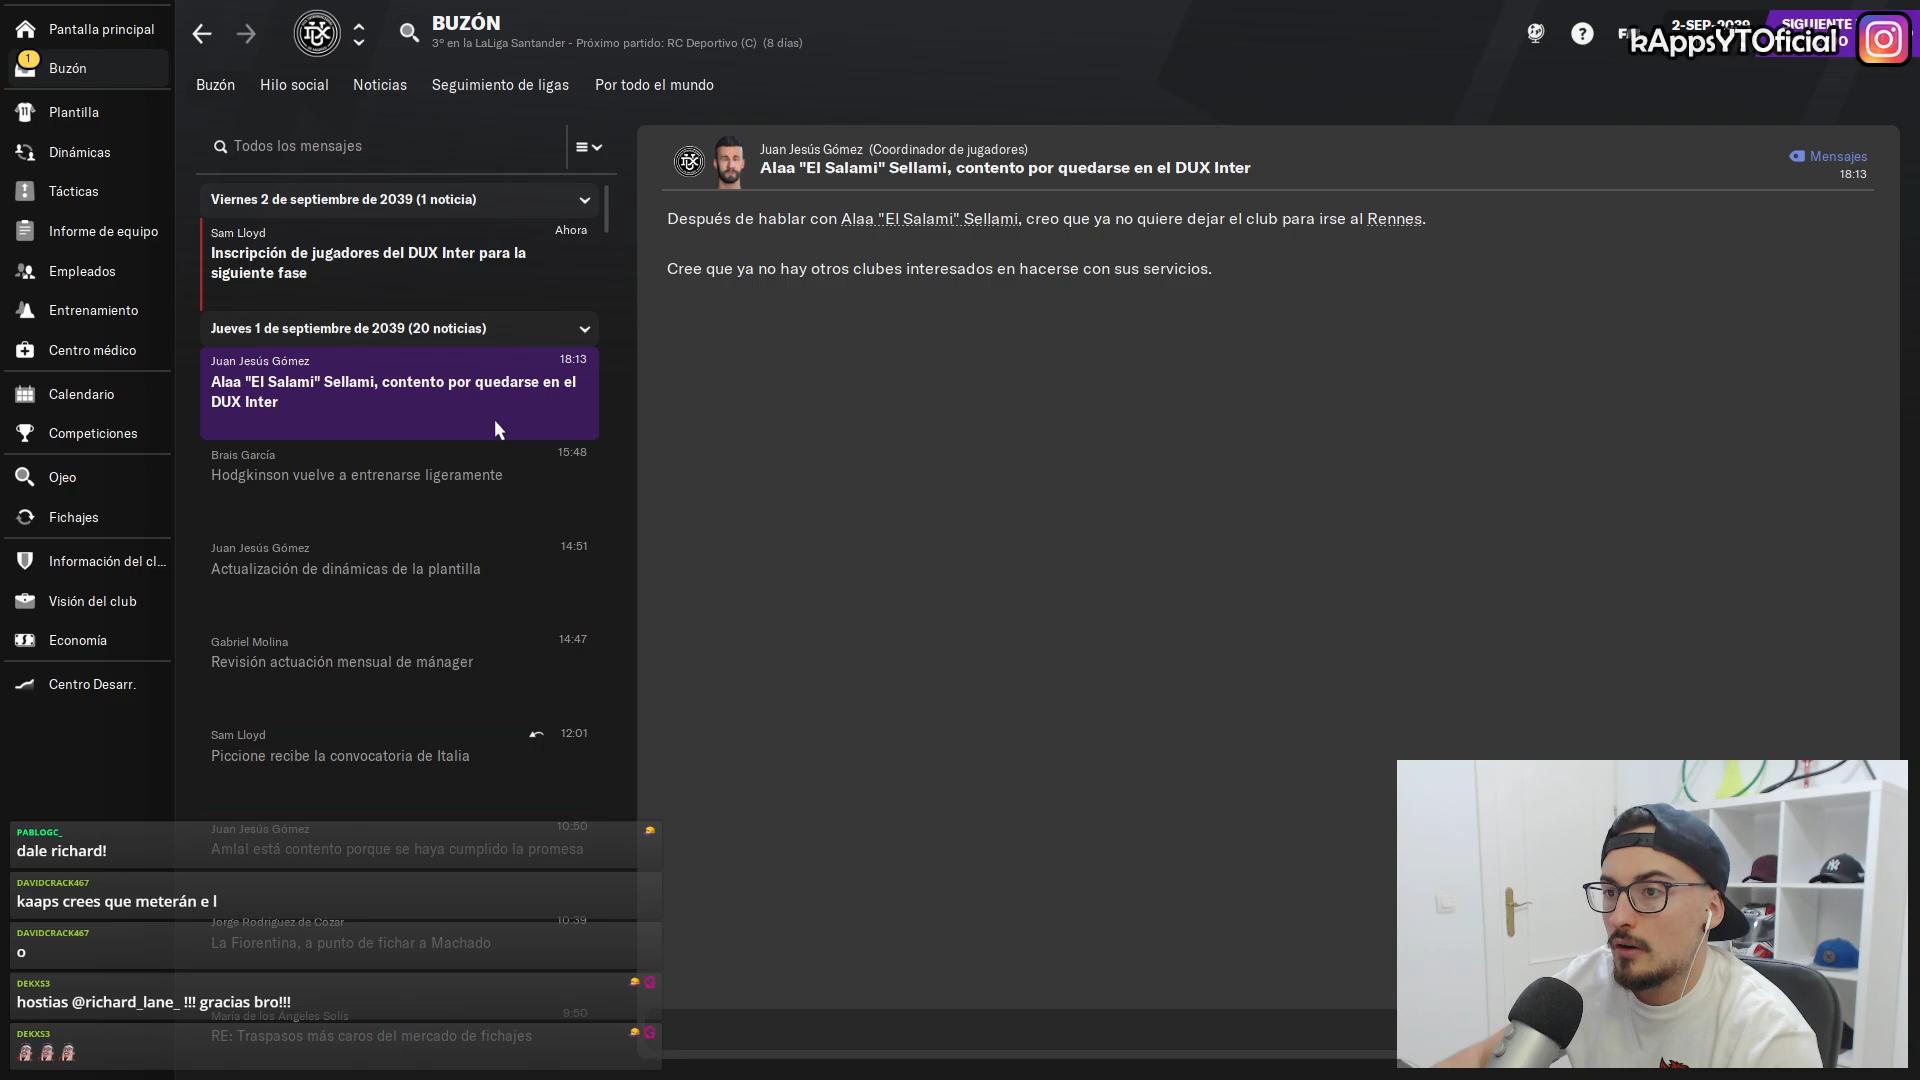 Pantalla principal
1
Buzón
Plantilla
Dinámicas
Tácticas
Informe de equipo
Empleados
Entrenamiento
Centro médico
Calendario
Competiciones
Ojeo
Fichajes
Información del cl...
Visión del club
Economía
Centro Desarr.
BUZÓN
3º en la LaLiga Santander - Próximo partido: RC Deportivo (C) (8 días)
2-SEP-2039
SIGUIENTE
kAppsYTOficial
Buzón
Hilo social
Noticias
Seguimiento de ligas
Por todo el mundo
Todos los mensajes
Viernes 2 de septiembre de 2039 (1 noticia)
Sam Lloyd
Ahora
Inscripción de jugadores del DUX Inter para la
siguiente fase
Jueves 1 de septiembre de 2039 (20 noticias)
Juan Jesús Gómez
18:13
Alaa "El Salami" Sellami, contento por quedarse en el
DUX Inter
Brais García
15:48
Hodgkinson vuelve a entrenarse ligeramente
Juan Jesús Gómez
14:51
Actualización de dinámicas de la plantilla
Gabriel Molina
14:47
Revisión actuación mensual de mánager
Sam Lloyd
12:01
Piccione recibe la convocatoria de Italia
Juan Jesús Gómez
10:50
Amlal está contento porque se haya cumplido la promesa
Jorge Rodríguez de Cózar
10:39
La Fiorentina, a punto de fichar a Machado
María de los Ángeles Solís
9:50
RE: Traspasos más caros del mercado de fichajes
Juan Jesús Gómez (Coordinador de jugadores)
Alaa "El Salami" Sellami, contento por quedarse en el DUX Inter
Mensajes
18:13
Después de hablar con Alaa "El Salami" Sellami, creo que ya no quiere dejar el club para irse al Rennes.
Cree que ya no hay otros clubes interesados en hacerse con sus servicios.
PABLOGC_
dale richard!
DAVIDCRACK467
kaaps crees que meterán e l
DAVIDCRACK467
o
DEKXS3
hostias @richard_lane_ !!! gracias bro!!!
DEKXS3